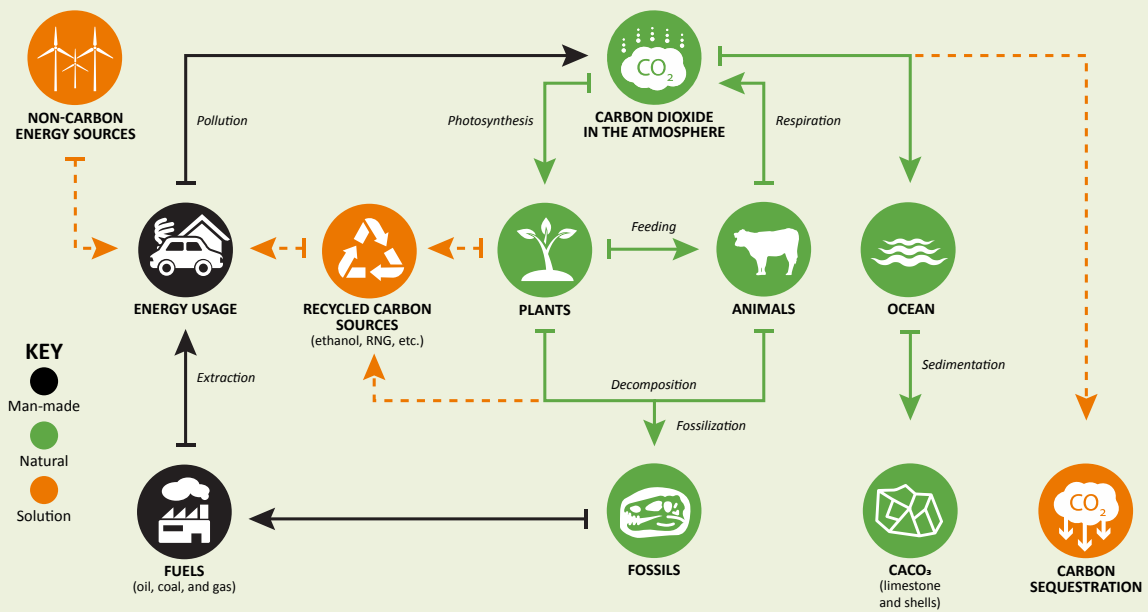 CO₂
NON-CARBON
ENERGY SOURCES
Pollution
Photosynthesis
CARBON DIOXIDE
IN THE ATMOSPHERE
Respiration
Feeding
ENERGY USAGE
RECYCLED CARBON
SOURCES
(ethanol, RNG, etc.)
PLANTS
ANIMALS
OCEAN
KEY
Man-made
Natural
Solution
Extraction
Decomposition
Fossilization
Sedimentation
CO₂
FUELS
(oil, coal, and gas)
FOSSILS
CACO₃
(limestone
and shells)
CARBON
SEQUESTRATION